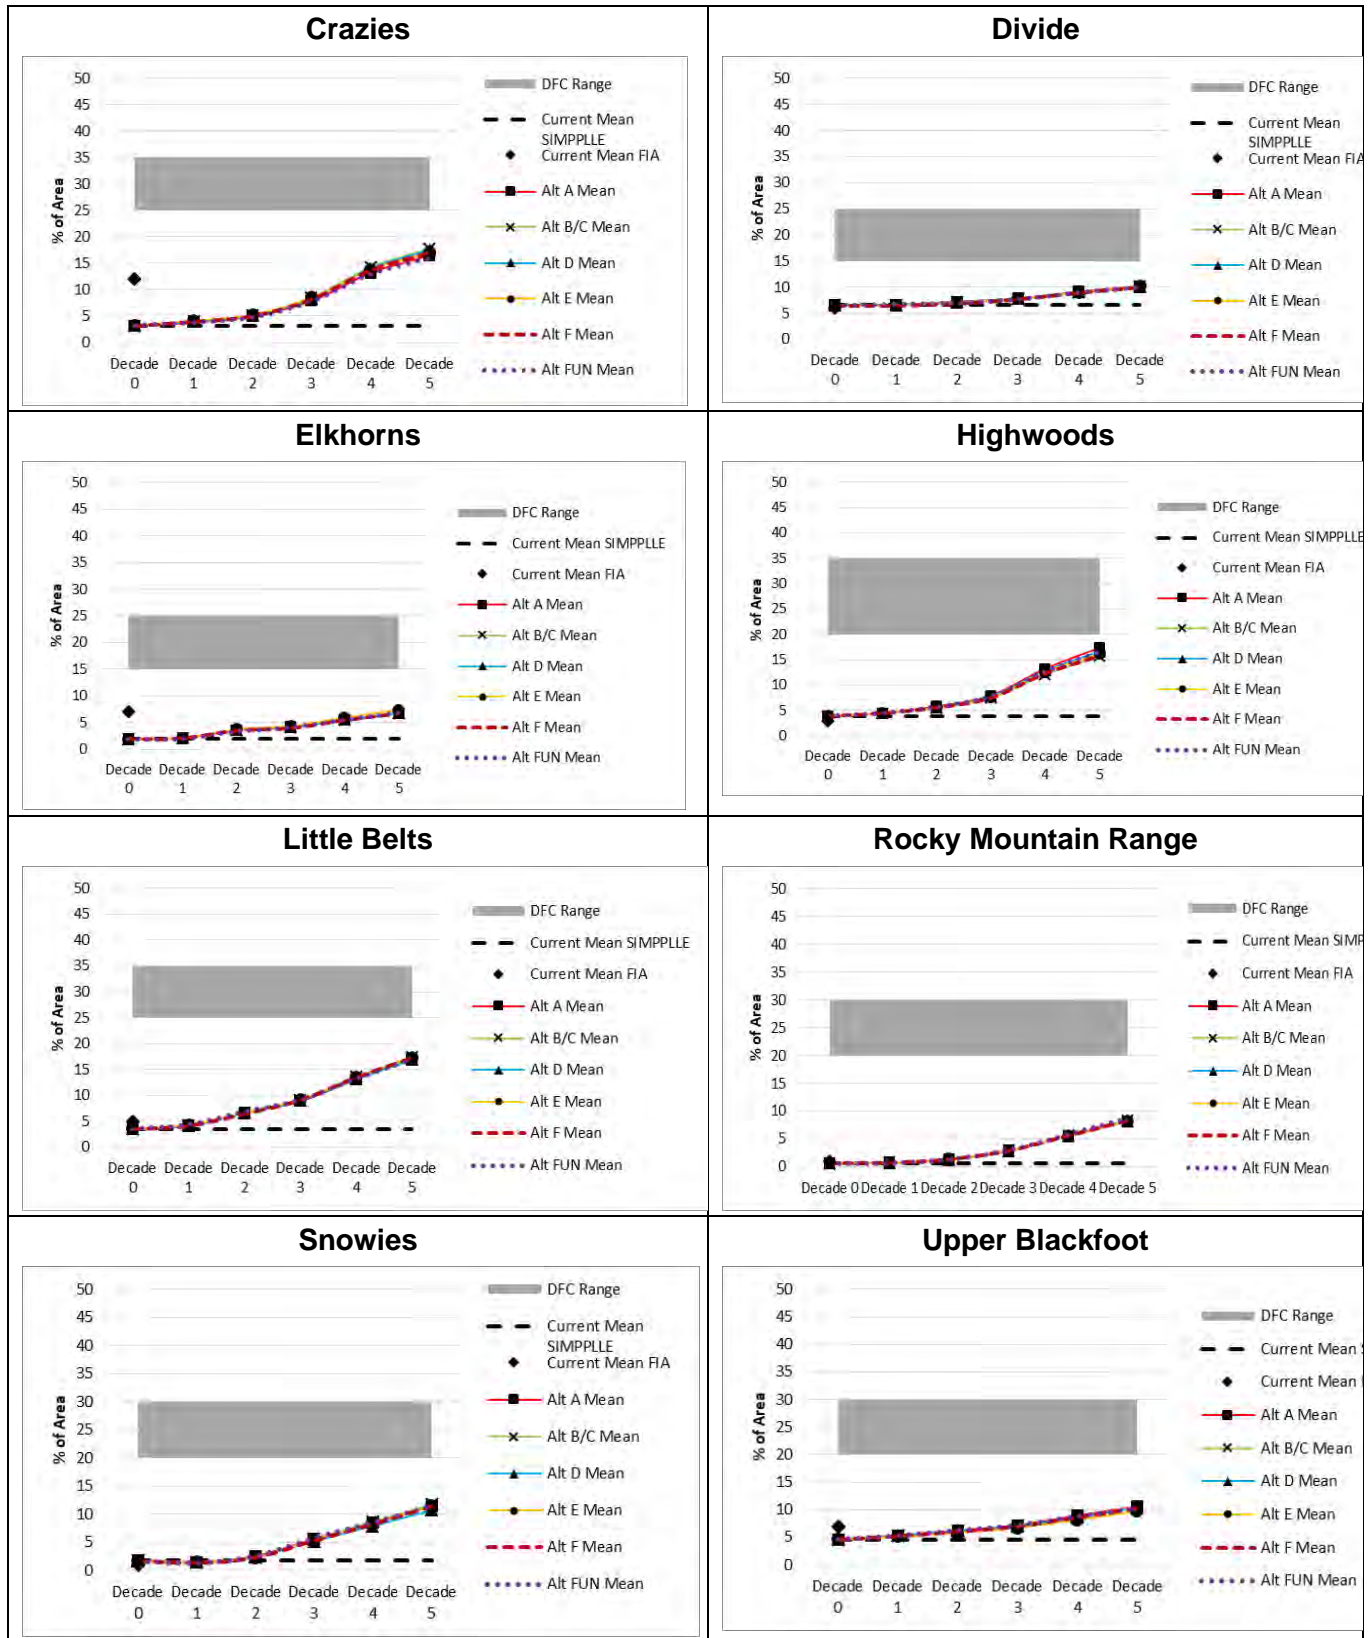 Crazies
50
45
40
35
30
25
20
15
10
5
0
% of Area
Decade Decade Decade Decade Decade Decade
0 1 2 3 4 5
DFC Range
Current Mean
SIMPPLLE
Current Mean FIA
Alt A Mean
Alt B/C Mean
Alt D Mean
Alt E Mean
Alt F Mean
Alt FUN Mean
Divide
50
45
40
35
30
25
20
15
10
5
0
% of Area
Decade Decade Decade Decade Decade Decade
0 1 2 3 4 5
DFC Range
Current Mean
SIMPPLLE
Current Mean FIA
Alt A Mean
Alt B/C Mean
Alt D Mean
Alt E Mean
Alt F Mean
Alt FUN Mean
Elkhorns
50
45
40
35
30
25
20
15
10
5
0
% of Area
Decade Decade Decade Decade Decade Decade
0 1 2 3 4 5
DFC Range
Current Mean SIMPPLLE
Current Mean FIA
Alt A Mean
Alt B/C Mean
Alt D Mean
Alt E Mean
Alt F Mean
Alt FUN Mean
Highwoods
50
45
40
35
30
25
20
15
10
5
0
% of Area
Decade Decade Decade Decade Decade Decade
0 1 2 3 4 5
DFC Range
Current Mean SIMPPLLE
Current Mean FIA
Alt A Mean
Alt B/C Mean
Alt D Mean
Alt E Mean
Alt F Mean
Alt FUN Mean
Little Belts
50
45
40
35
30
25
20
15
10
5
0
% of Area
Decade Decade Decade Decade Decade Decade
0 1 2 3 4 5
DFC Range
Current Mean SIMPPLLE
Current Mean FIA
Alt A Mean
Alt B/C Mean
Alt D Mean
Alt E Mean
Alt F Mean
Alt FUN Mean
Rocky Mountain Range
50
45
40
35
30
25
20
15
10
5
0
% of Area
Decade 0 Decade 1 Decade 2 Decade 3 Decade 4 Decade 5
DFC Range
Current Mean SIMP
Current Mean FIA
Alt A Mean
Alt B/C Mean
Alt D Mean
Alt E Mean
Alt F Mean
Alt FUN Mean
Snowies
50
45
40
35
30
25
20
15
10
5
0
% of Area
Decade Decade Decade Decade Decade Decade
0 1 2 3 4 5
DFC Range
Current Mean
SIMPPLLE
Current Mean FIA
Alt A Mean
Alt B/C Mean
Alt D Mean
Alt E Mean
Alt F Mean
Alt FUN Mean
Upper Blackfoot
50
45
40
35
30
25
20
15
10
5
0
% of Area
Decade Decade Decade Decade Decade Decade
0 1 2 3 4 5
DFC Range
Current Mean
Current Mean
Alt A Mean
Alt B/C Mean
Alt D Mean
Alt E Mean
Alt F Mean
Alt FUN Mean